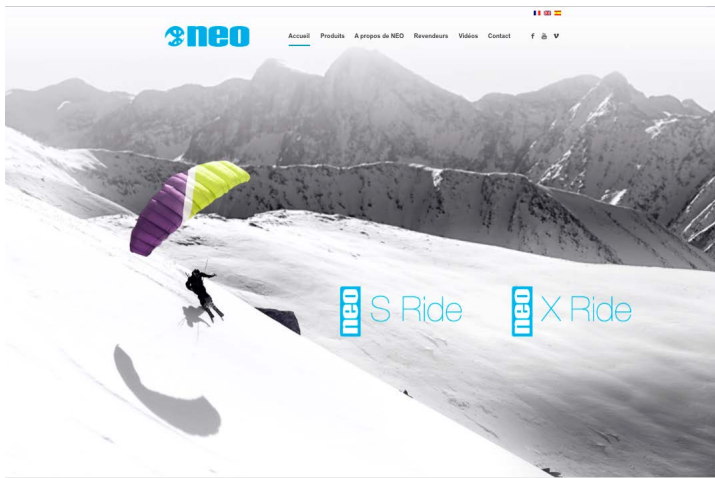 neo
Accueil Produits A propos de NEO Revendeurs Vidéos Contact
neo S Ride
neo X Ride